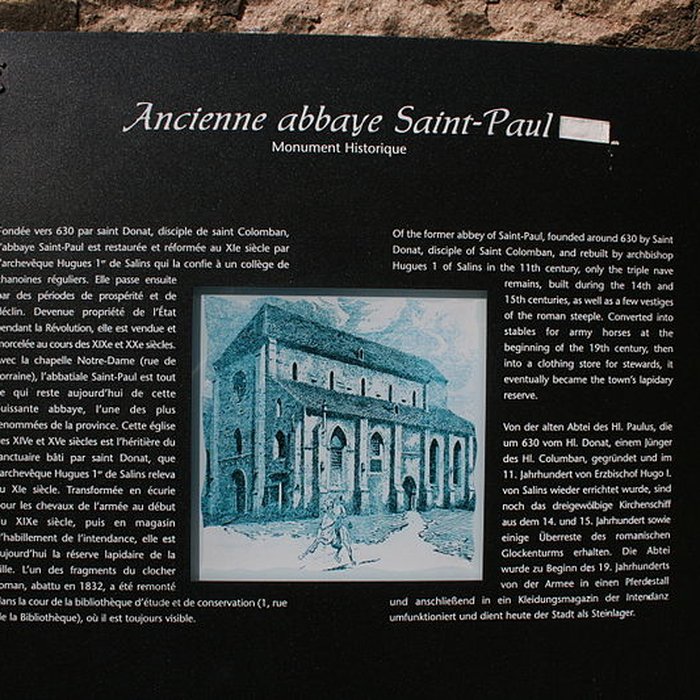 Ancienne abbaye Saint-Paul
Monument Historique
Fondée vers 630 par saint Donat, disciple de saint Colomban,
l'abbaye Saint-Paul est restaurée et réformée au XIe siècle par
l'archevêque Hugues 1er de Salins qui la confie à un collège de
chanoines réguliers. Elle passe ensuite
par des périodes de prospérité et de
déclin. Devenue propriété de l'État
pendant la Révolution, elle est vendue et
morcelée au cours des XIXe et XXe siècles.
Avec la chapelle Notre-Dame (rue de
Lorraine), l'abbatiale Saint-Paul est tout
ce qui reste aujourd'hui de cette
puissante abbaye, l'une des plus
renommées de la province. Cette église
des XIVe et XVe siècles est l'héritière du
sanctuaire bâti par saint Donat, que
l'archevêque Hugues 1er de Salins releva
au XIe siècle. Transformée en écurie
pour les chevaux de l'armée au début
du XIXe siècle, puis en magasin
d'habillement de l'intendance, elle est
aujourd'hui la réserve lapidaire de la
ville. L'un des fragments du clocher
roman, abattu en 1832, a été remonté
dans la cour de la bibliothèque d'étude et de conservation (1, rue
de la Bibliothèque), où il est toujours visible.
Of the former abbey of Saint-Paul, founded around 630 by Saint
Donat, disciple of Saint Colomban, and rebuilt by archbishop
Hugues 1 of Salins in the 11th century, only the triple nave
remains, built during the 14th and
15th centuries, as well as a few vestiges
of the roman steeple. Converted into
stables for army horses at the
beginning of the 19th century, then
into a clothing store for stewards, it
eventually became the town's lapidary
reserve.
Von der alten Abtei des Hl. Paulus, die
um 630 vom Hl. Donat, einem Jünger
des Hl. Columban, gegründet und im
11. Jahrhundert von Erzbischof Hugo I.
von Salins wieder errichtet wurde, sind
noch das dreigewölbige Kirchenschiff
aus dem 14. und 15. Jahrhundert sowie
einige Überreste des romanischen
Glockenturms erhalten. Die Abtei
wurde zu Beginn des 19. Jahrhunderts
von der Armee in einen Pferdestall
und anschließend in ein Kleidungsmagazin der Intendanz
umfunktioniert und dient heute der Stadt als Steinlager.